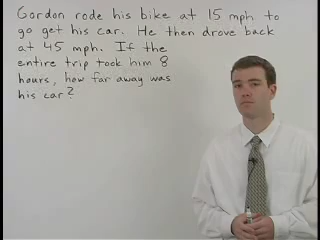 Gordon rode his bike at 15 mph to
go get his car. He then drove back
at 45 mph. If the
entire trip took him 8
hours, how far away was
his car?